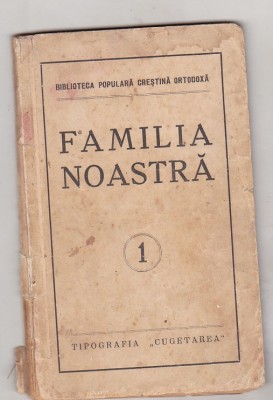 BIBLIOTECA POPULARĂ CREȘTINĂ ORTODOXĂ
FAMILIA
NOASTRĂ
1
TIPOGRAFIA „CUGETAREA"